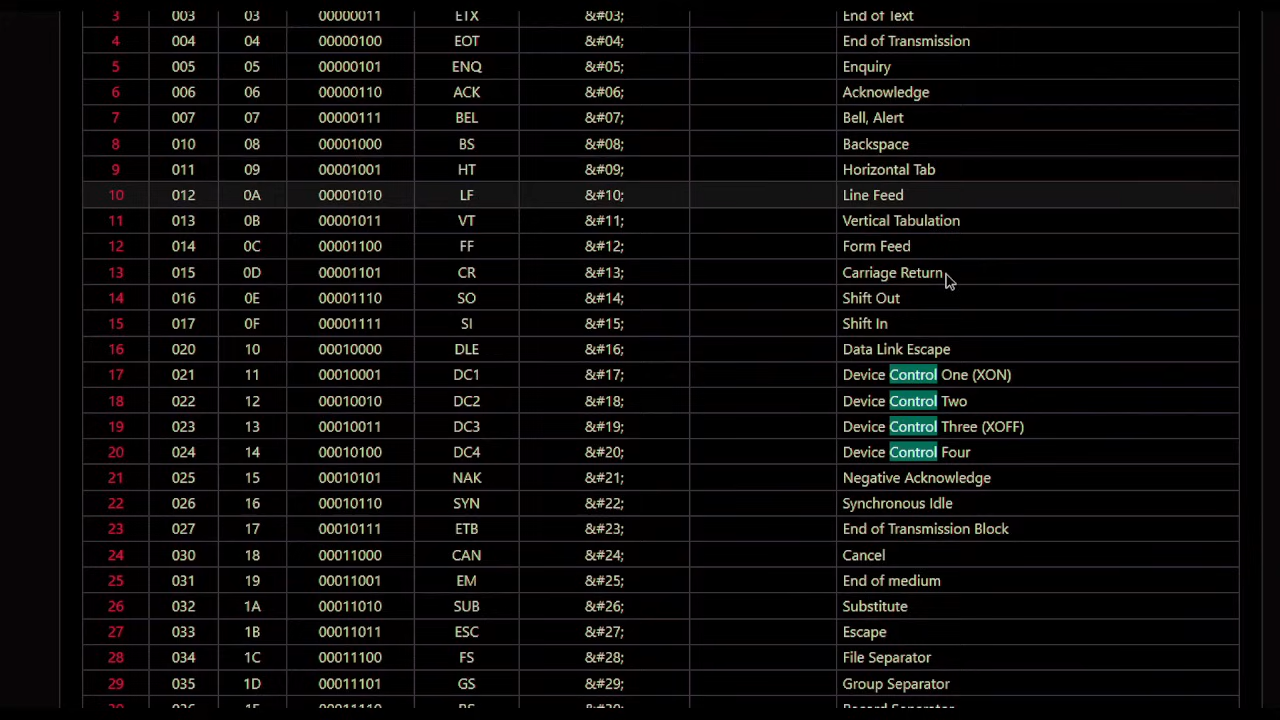 3 003 03 00000011 ETX &#03; End of Text
4 004 04 00000100 EOT &#04; End of Transmission
5 005 05 00000101 ENQ &#05; Enquiry
6 006 06 00000110 ACK &#06; Acknowledge
7 007 07 00000111 BEL &#07; Bell, Alert
8 010 08 00001000 BS &#08; Backspace
9 011 09 00001001 HT &#09; Horizontal Tab
10 012 0A 00001010 LF &#10; Line Feed
11 013 0B 00001011 VT &#11; Vertical Tabulation
12 014 0C 00001100 FF &#12; Form Feed
13 015 0D 00001101 CR &#13; Carriage Return
14 016 0E 00001110 SO &#14; Shift Out
15 017 0F 00001111 SI &#15; Shift In
16 020 10 00010000 DLE &#16; Data Link Escape
17 021 11 00010001 DC1 &#17; Device Control One (XON)
18 022 12 00010010 DC2 &#18; Device Control Two
19 023 13 00010011 DC3 &#19; Device Control Three (XOFF)
20 024 14 00010100 DC4 &#20; Device Control Four
21 025 15 00010101 NAK &#21; Negative Acknowledge
22 026 16 00010110 SYN &#22; Synchronous Idle
23 027 17 00010111 ETB &#23; End of Transmission Block
24 030 18 00011000 CAN &#24; Cancel
25 031 19 00011001 EM &#25; End of medium
26 032 1A 00011010 SUB &#26; Substitute
27 033 1B 00011011 ESC &#27; Escape
28 034 1C 00011100 FS &#28; File Separator
29 035 1D 00011101 GS &#29; Group Separator